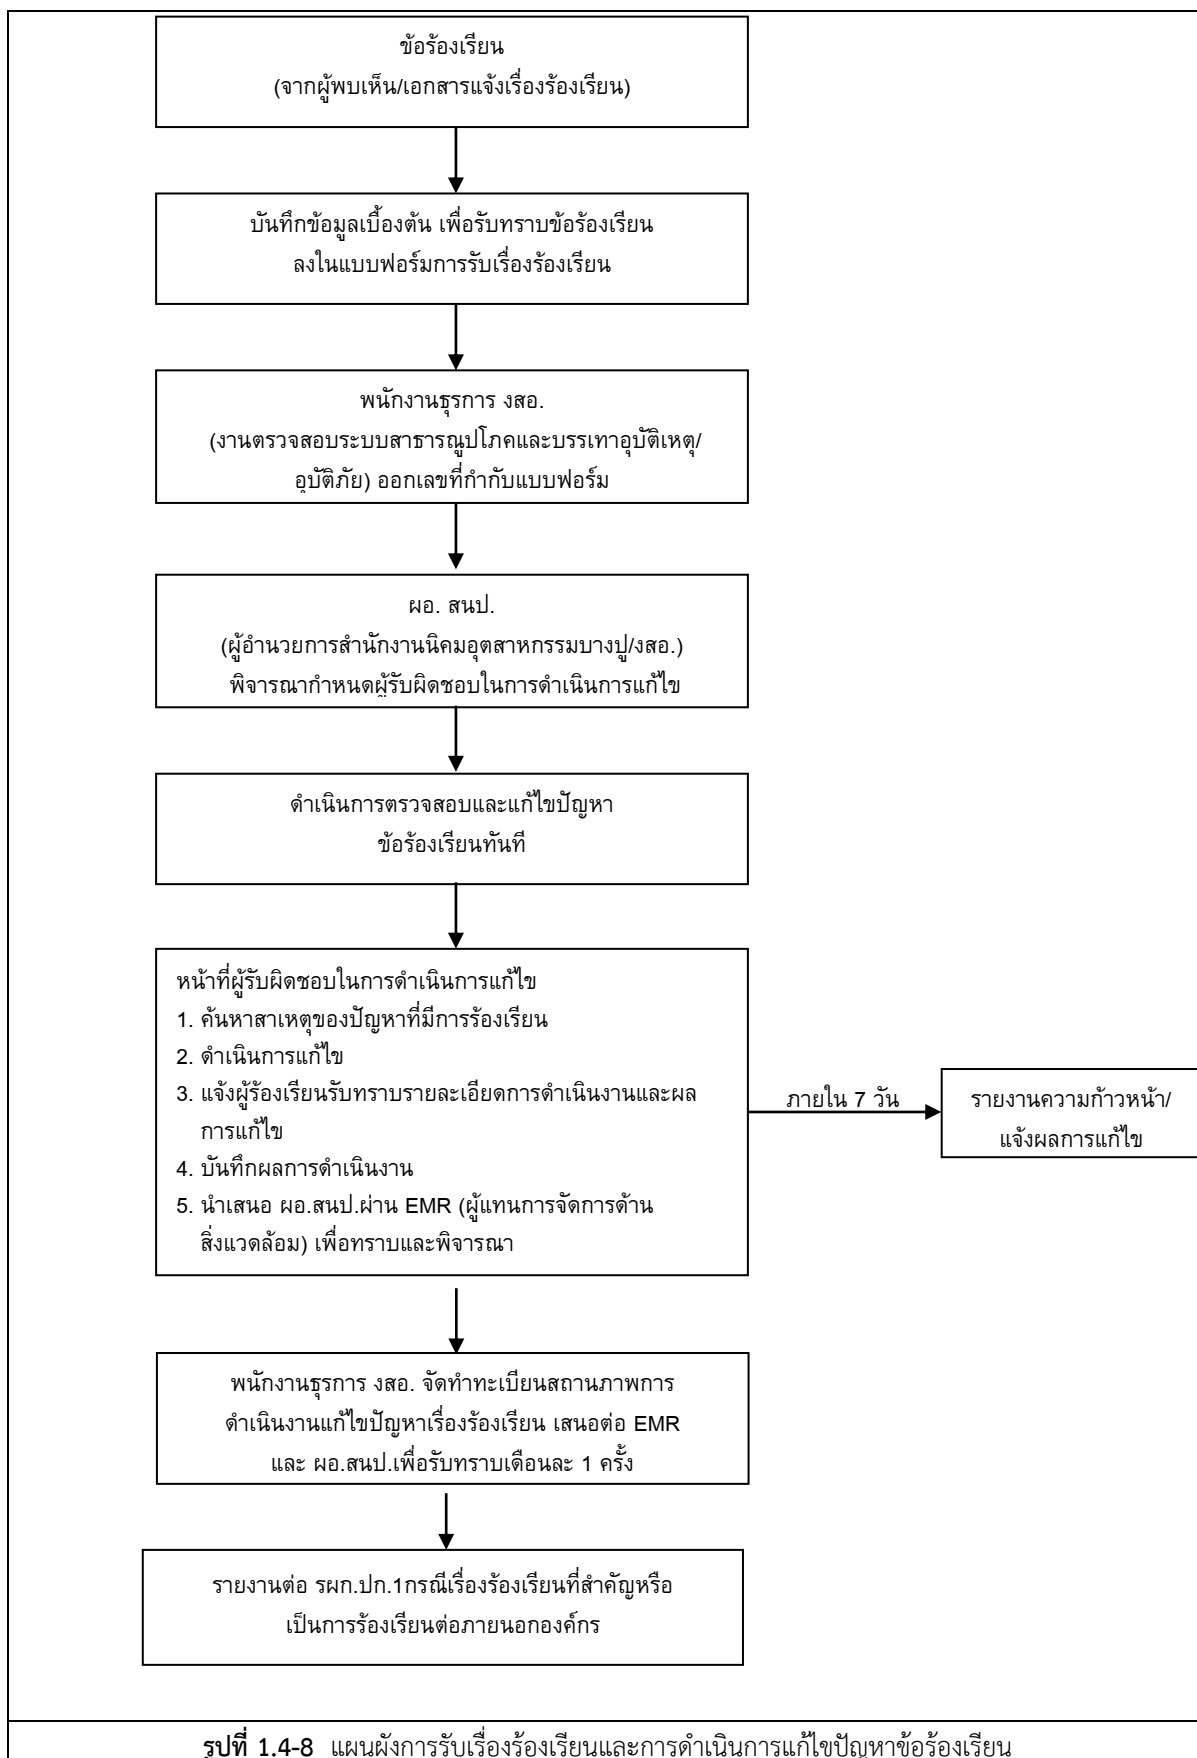 ข้อร้องเรียน
(จากผู้พบเห็น/เอกสารแจ้งเรื่องร้องเรียน)
บันทึกข้อมูลเบื้องต้น เพื่อรับทราบข้อร้องเรียน
ลงในแบบฟอร์มการรับเรื่องร้องเรียน
พนักงานธุรการ งสอ.
(งานตรวจสอบระบบสาธารณูปโภคและบรรเทาอุบัติเหตุ/
อุบัติภัย) ออกเลขที่กำกับแบบฟอร์ม
ผอ. สนป.
(ผู้อำนวยการสำนักงานนิคมอุตสาหกรรมบางปู/งสอ.)
พิจารณากำหนดผู้รับผิดชอบในการดำเนินการแก้ไข
ดำเนินการตรวจสอบและแก้ไขปัญหา
ข้อร้องเรียนทันที
หน้าที่ผู้รับผิดชอบในการดำเนินการแก้ไข
1. ค้นหาสาเหตุของปัญหาที่มีการร้องเรียน
2. ดำเนินการแก้ไข
3. แจ้งผู้ร้องเรียนรับทราบรายละเอียดการดำเนินงานและผล
การแก้ไข
4. บันทึกผลการดำเนินงาน
5. นำเสนอ ผอ.สนป.ผ่าน EMR (ผู้แทนการจัดการด้าน
สิ่งแวดล้อม) เพื่อทราบและพิจารณา
ภายใน 7 วัน
รายงานความก้าวหน้า/
แจ้งผลการแก้ไข
พนักงานธุรการ งสอ. จัดทำทะเบียนสถานภาพการ
ดำเนินงานแก้ไขปัญหาเรื่องร้องเรียน เสนอต่อ EMR
และ ผอ.สนป.เพื่อรับทราบเดือนละ 1 ครั้ง
รายงานต่อ รผก.ปก.1กรณีเรื่องร้องเรียนที่สำคัญหรือ
เป็นการร้องเรียนต่อภายนอกองค์กร
รูปที่ 1.4-8 แผนผังการรับเรื่องร้องเรียนและการดำเนินการแก้ไขปัญหาข้อร้องเรียน